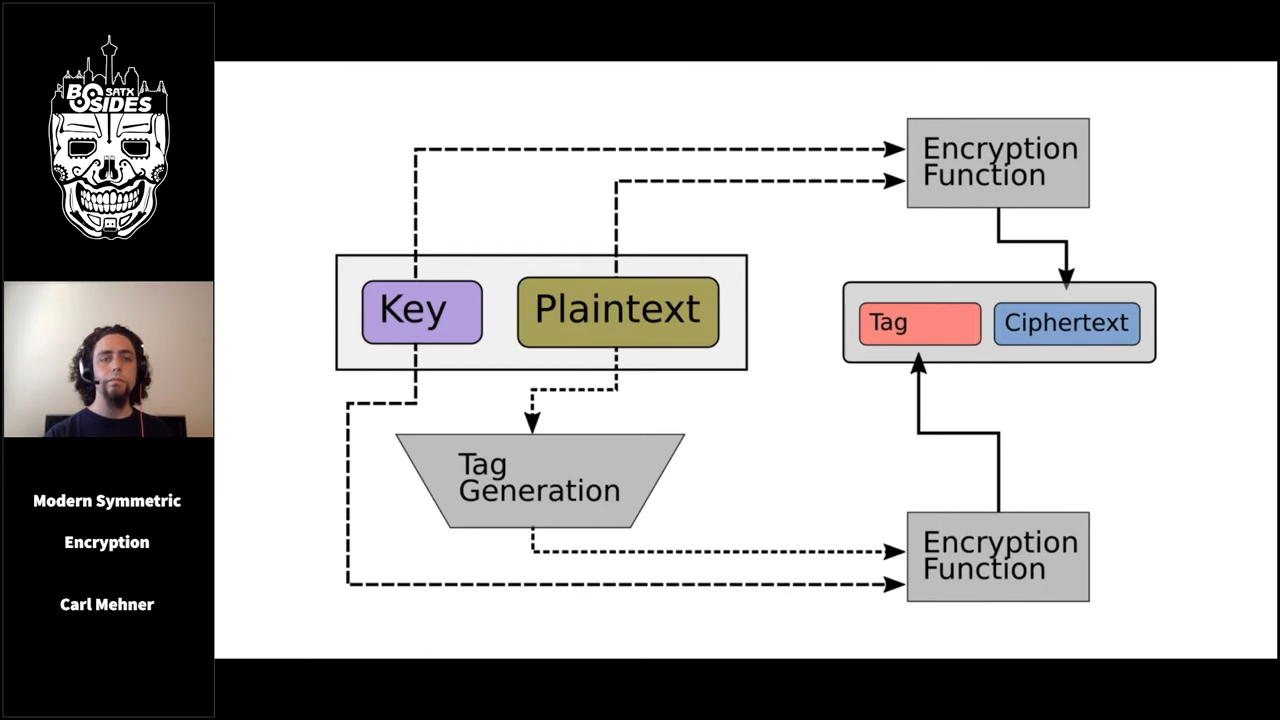 BSIDES
SATX
Modern Symmetric
Encryption
Carl Mehner
Key
Plaintext
Tag
Generation
Encryption
Function
Tag
Ciphertext
Encryption
Function